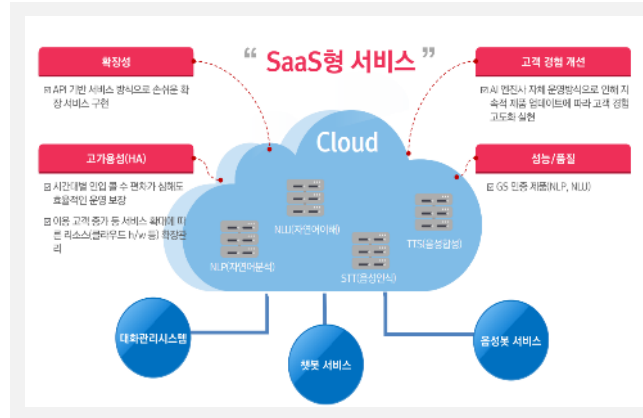 “ SaaS형 서비스 ”
확장성
☑ API 기반 서비스 방식으로 손쉬운 확
장 서비스 구현
고가용성(HA)
☑ 시간대별 인입 콜 수 편차가 심해도
효율적인 운영 보장
☑ 이용 고객 증가 등 서비스 확대에 따
른 리소스(클라우드 h/w 등) 확장관
리
고객 경험 개선
☑ AI 엔진사 자체 운영방식으로 인해 지
속적 제품 업데이트에 따라 고객 경험
고도화 실현
성능/품질
☑ GS 인증 제품(NLP, NLU)
Cloud
NLU(자연어이해)
TTS(음성합성)
NLP(자연어분석)
STT(음성인식)
대화관리시스템
챗봇 서비스
음성봇 서비스